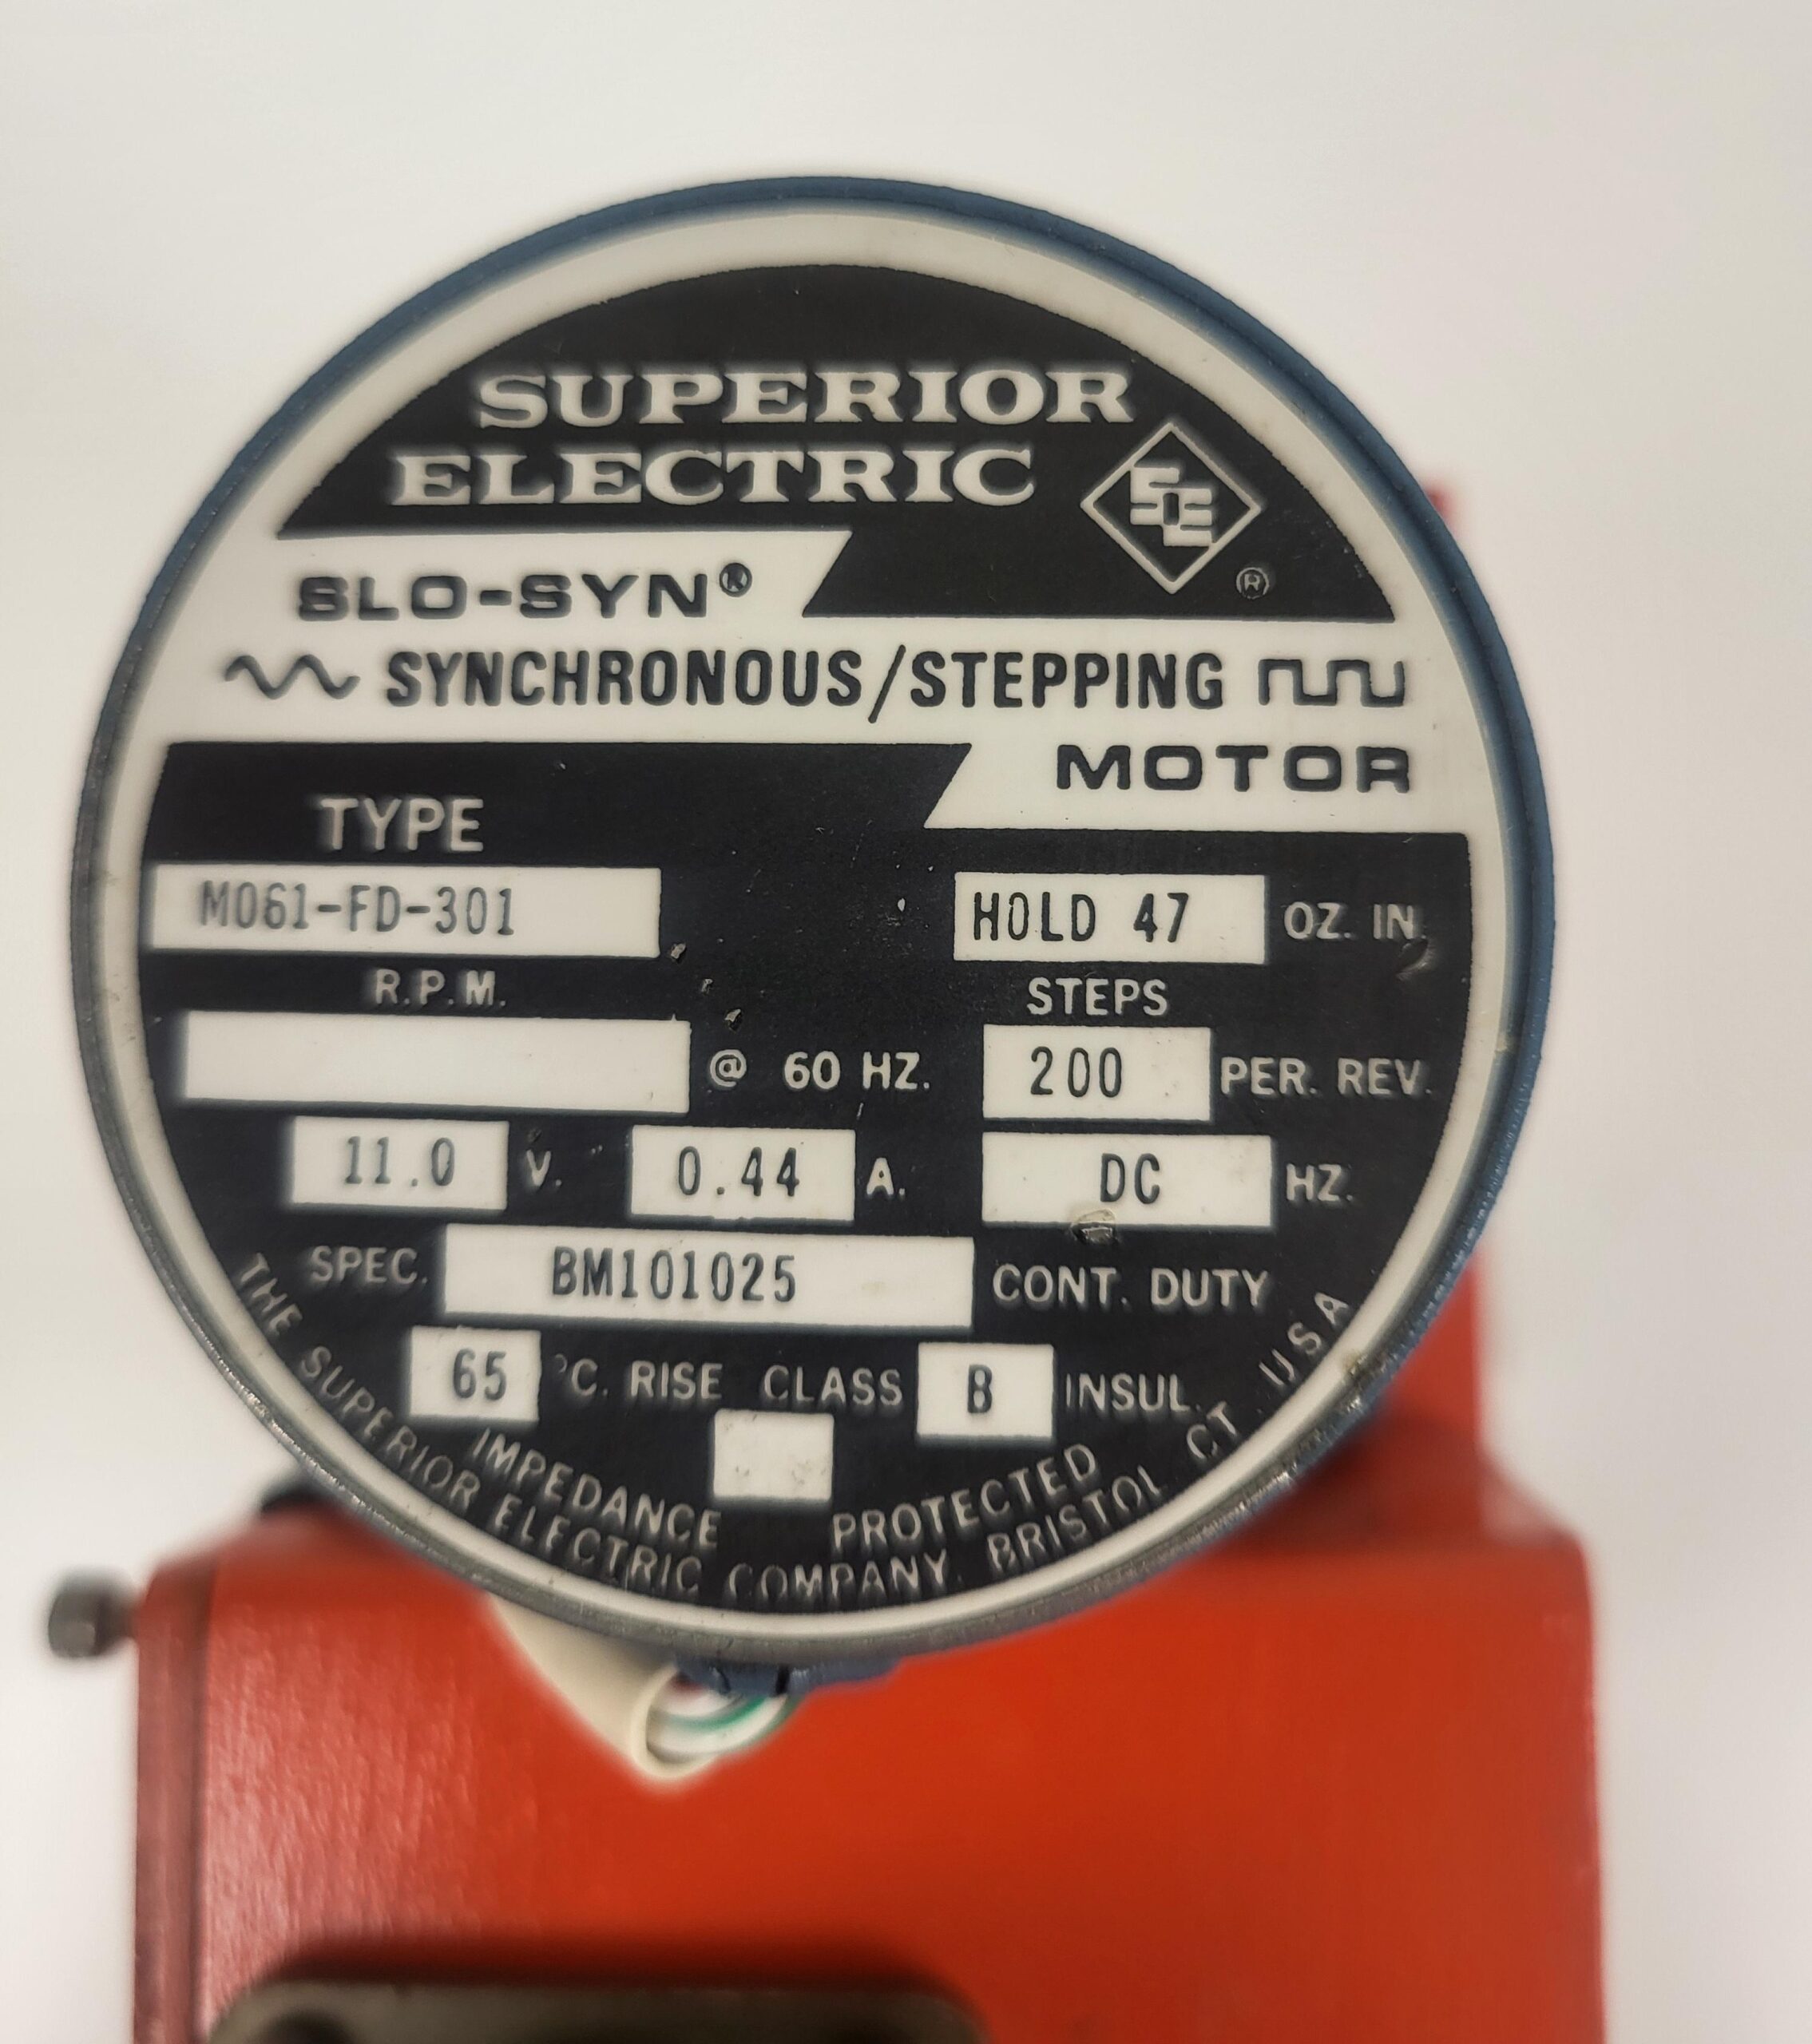 SUPERIOR
ELECTRIC
SE ®
SLO-SYN®
SYNCHRONOUS/STEPPING
MOTOR
TYPE
M061-FD-301
HOLD 47 OZ. IN.
R.P.M.
@ 60 HZ.
STEPS
200 PER. REV.
11.0 V. 0.44 A. DC HZ.
SPEC. BM101025 CONT. DUTY
65 °C. RISE CLASS B INSUL.
IMPEDANCE PROTECTED
THE SUPERIOR ELECTRIC COMPANY. BRISTOL CT. USA